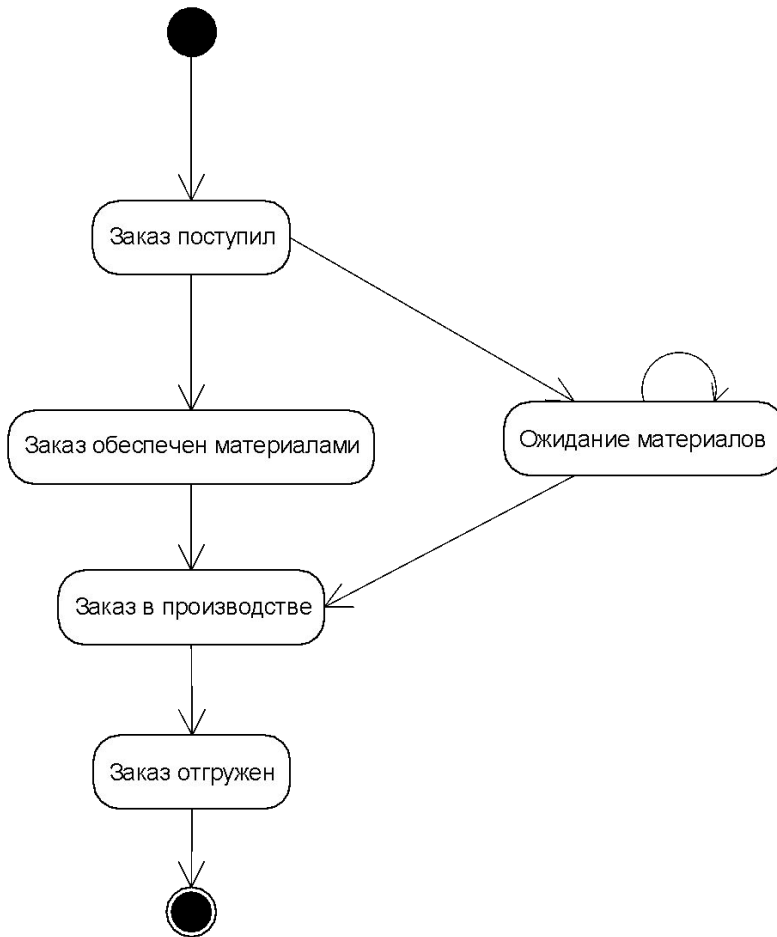 Заказ поступил
Заказ обеспечен материалами
Ожидание материалов
Заказ в производстве
Заказ отгружен